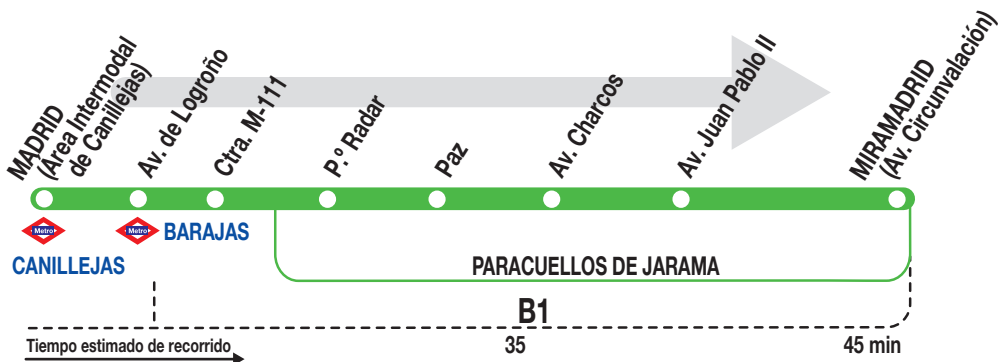 MADRID
(Área Intermodal
de Canillejas)
Av. de Logroño
Ctra. M-111
P.º Radar
Paz
Av. Charcos
Av. Juan Pablo II
MIRAMADRID
(Av. Circunvalación)
Metro
Metro
BARAJAS
CANILLEJAS
PARACUELLOS DE JARAMA
B1
Tiempo estimado de recorrido
35
45 min